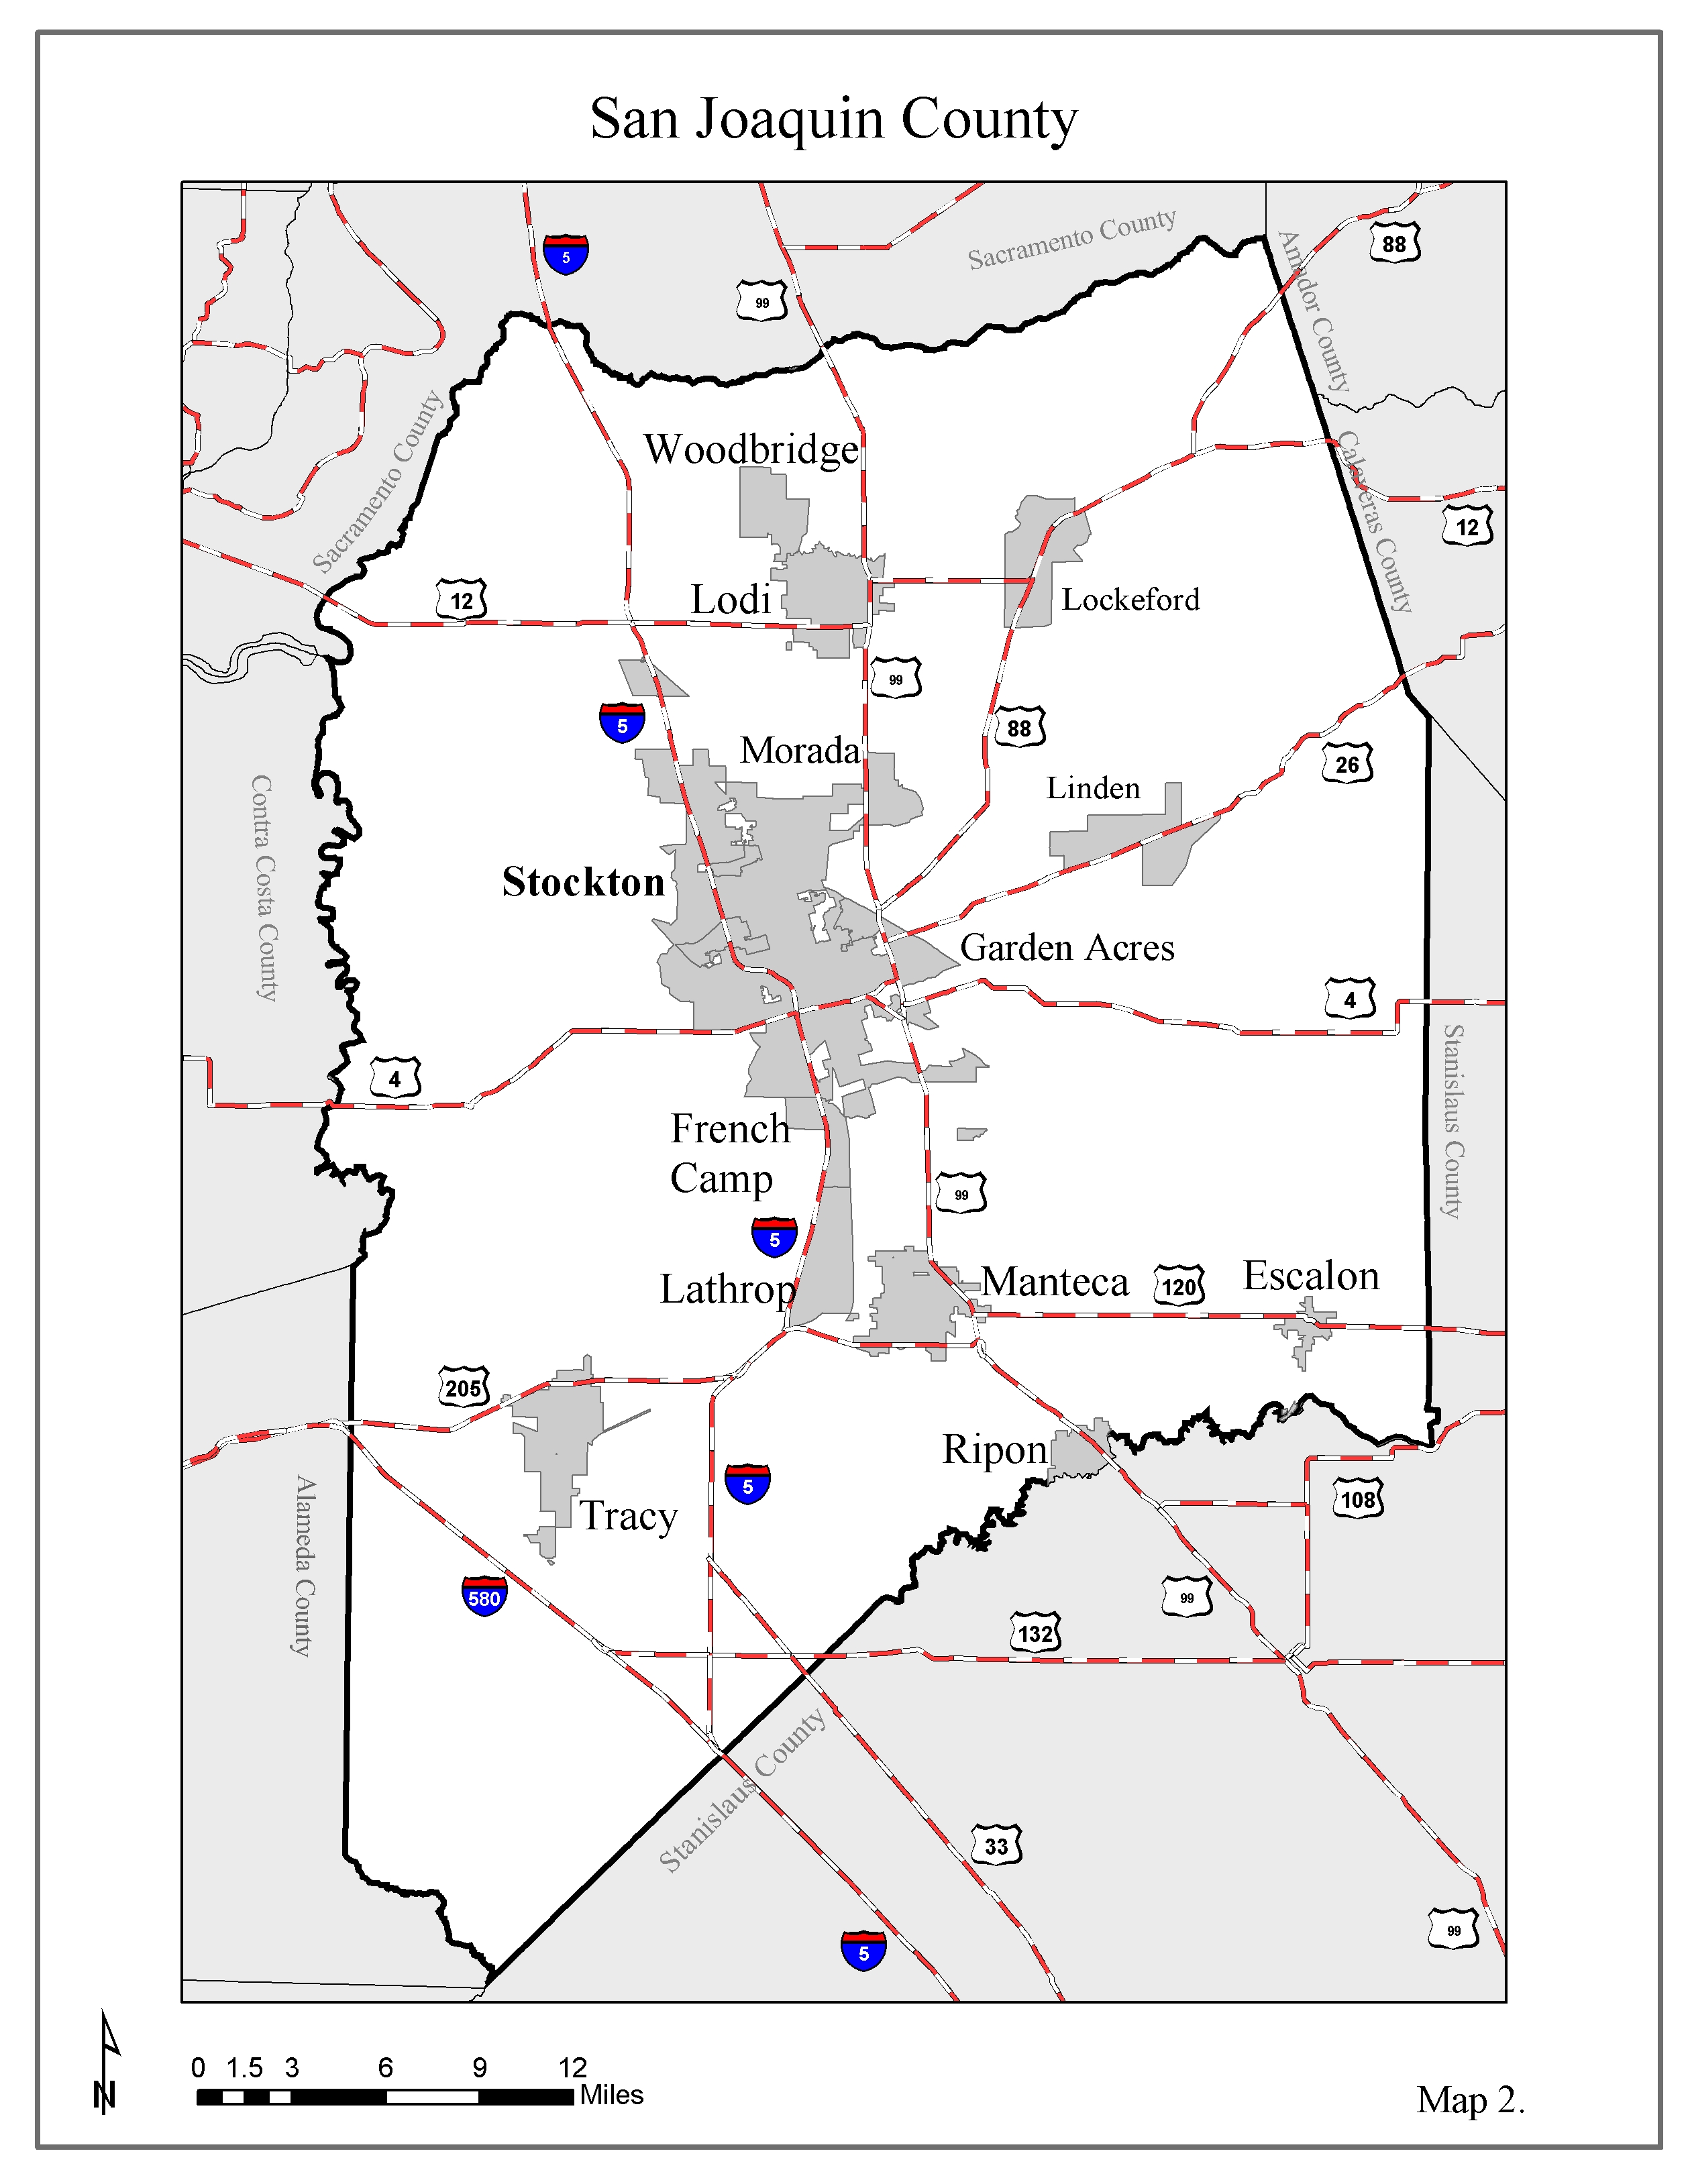 San Joaquin County
Sacramento County
88
5
Amador County
99
Sacramento County
Woodbridge
Calaveras County
12
12
Lodi
Lockeford
99
5
88
Morada
26
Linden
Contra Costa County
Stockton
Garden Acres
4
Stanislaus County
4
French
Camp
99
5
Lathrop
Manteca
120
Escalon
205
Ripon
5
108
Tracy
Alameda County
580
99
132
Stanislaus County
33
99
5
N
0 1.5 3 6 9 12
Miles
Map 2.